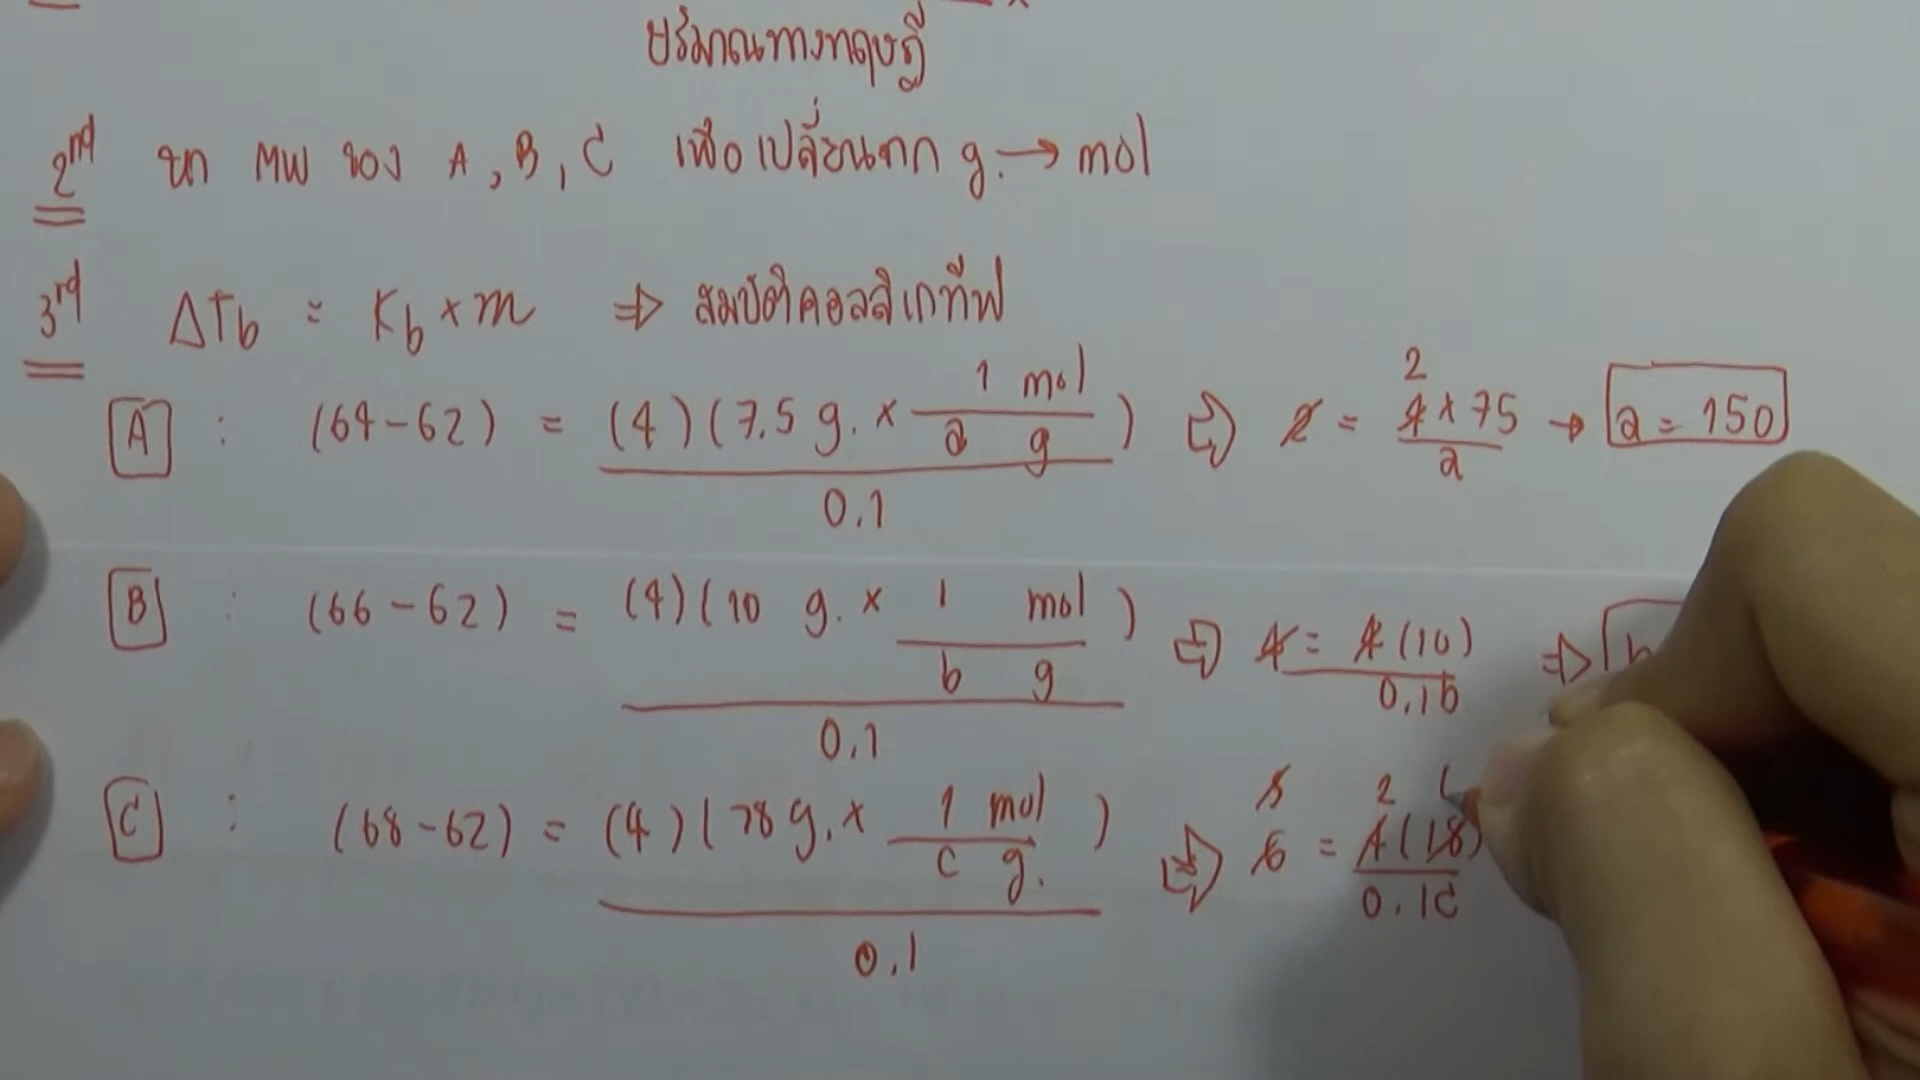 ปริมาณทางทฤษฎี
2nd หา MW ของ A, B, C เพื่อเปลี่ยนจาก g. → mol
3rd ΔTb = Kb × m ⇒ สมบัติคอลลิเกทีฟ
A : (64-62) = (4)(7.5 g. × 1 mol / a g) / 0.1 ⇨ 2 = 2 4×75 / a → a = 150
B : (66-62) = (4)(10 g. × 1 mol / b g) / 0.1 ⇨ 4 = 4(10) / 0.1b ⇒ b
C : (68-62) = (4)(18 g. × 1 mol / c g.) / 0.1 ⇨ 6 = 2 4(18) / 0.1c